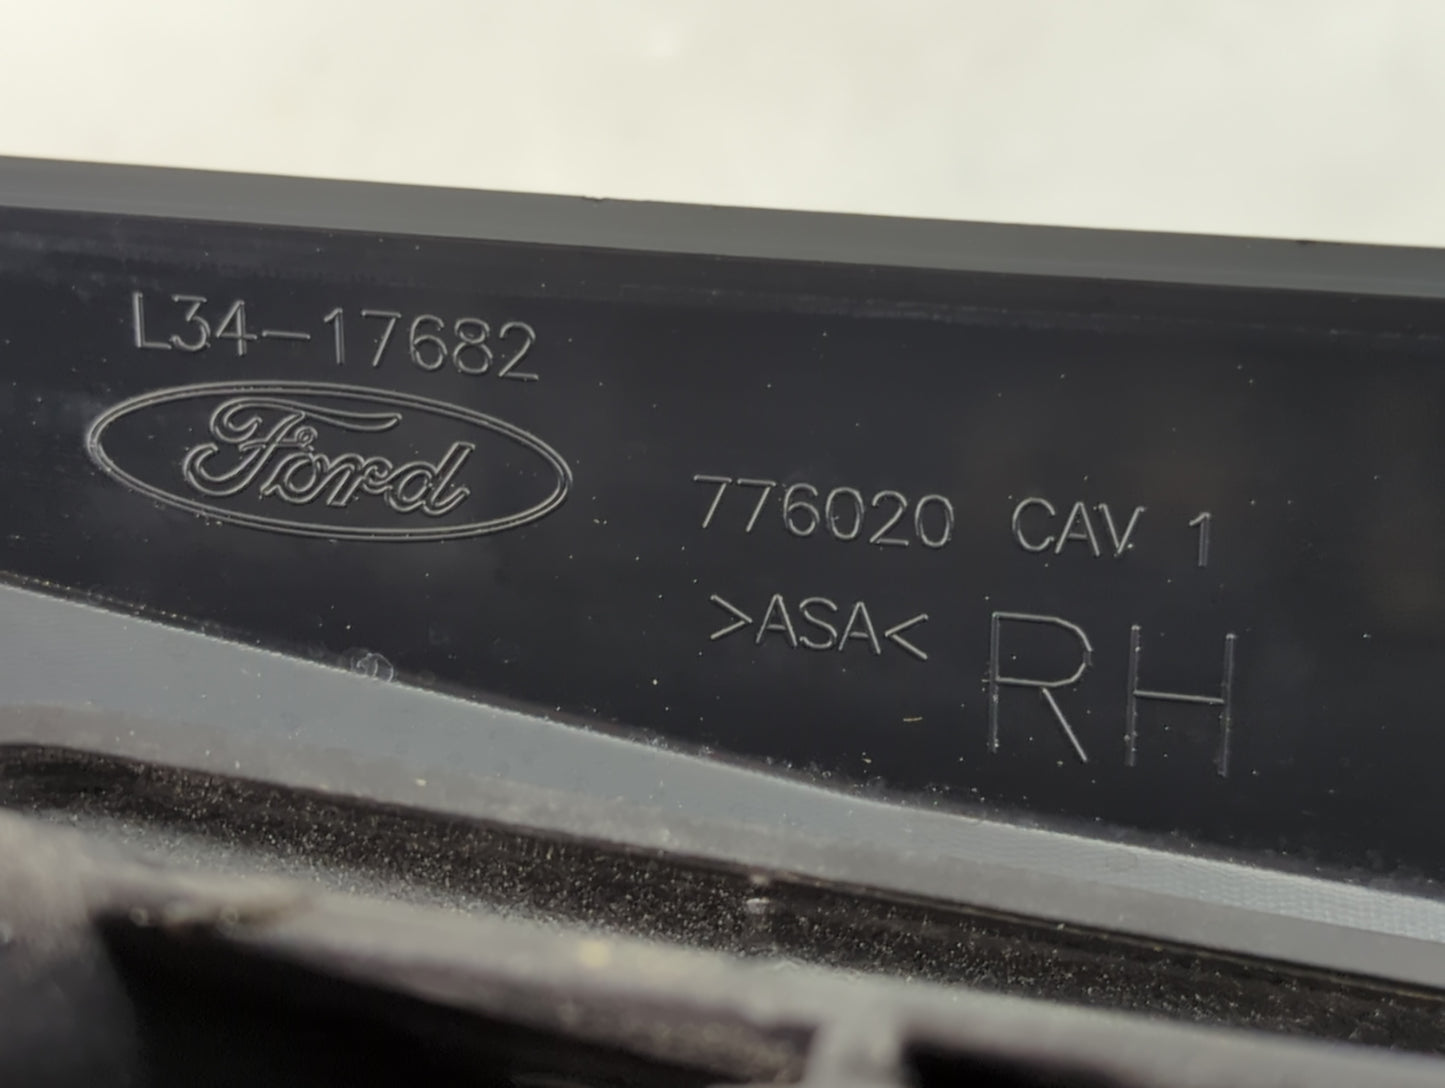 L34-17682
Ford
776020 CAV 1
>ASA<
RH